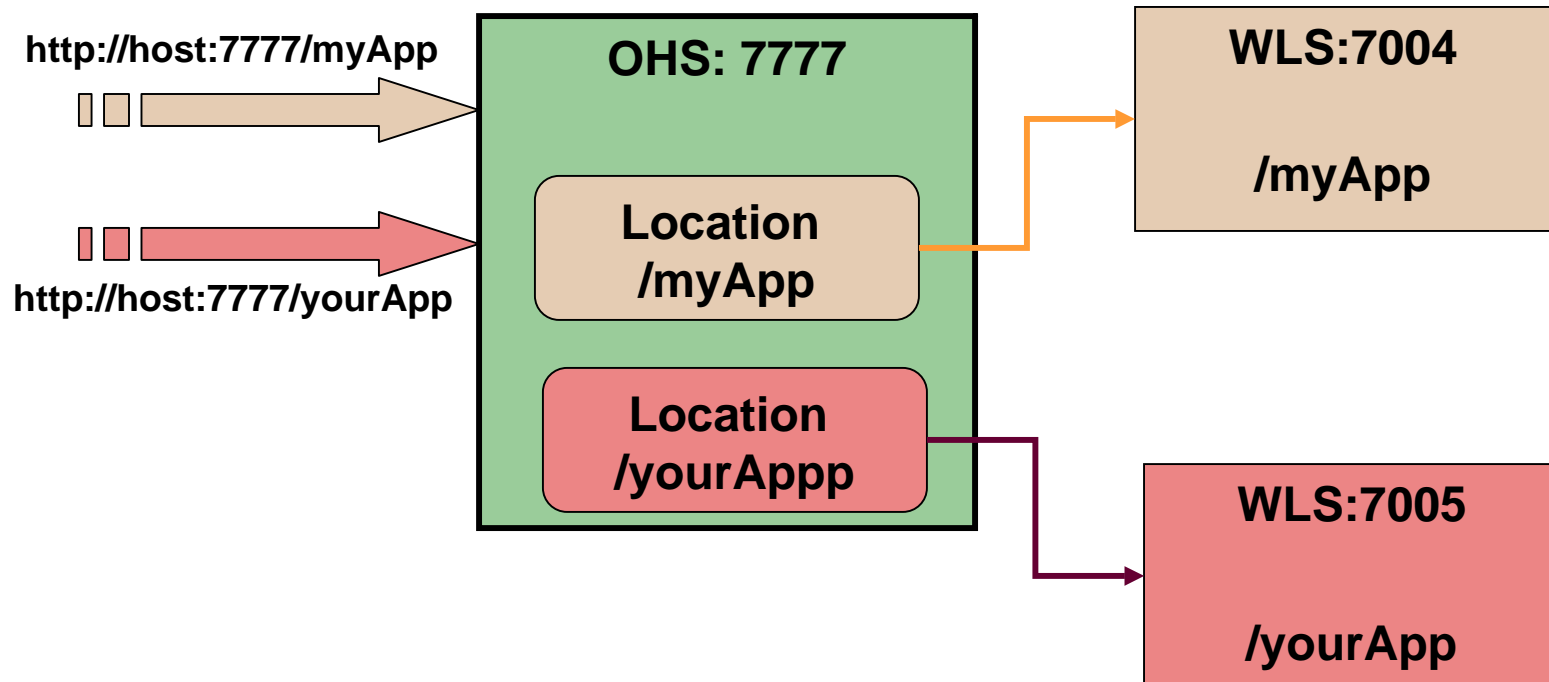 http://host:7777/myApp
http://host:7777/yourApp
OHS: 7777
Location
/myApp
Location
/yourAppp
WLS:7004
/myApp
WLS:7005
/yourApp